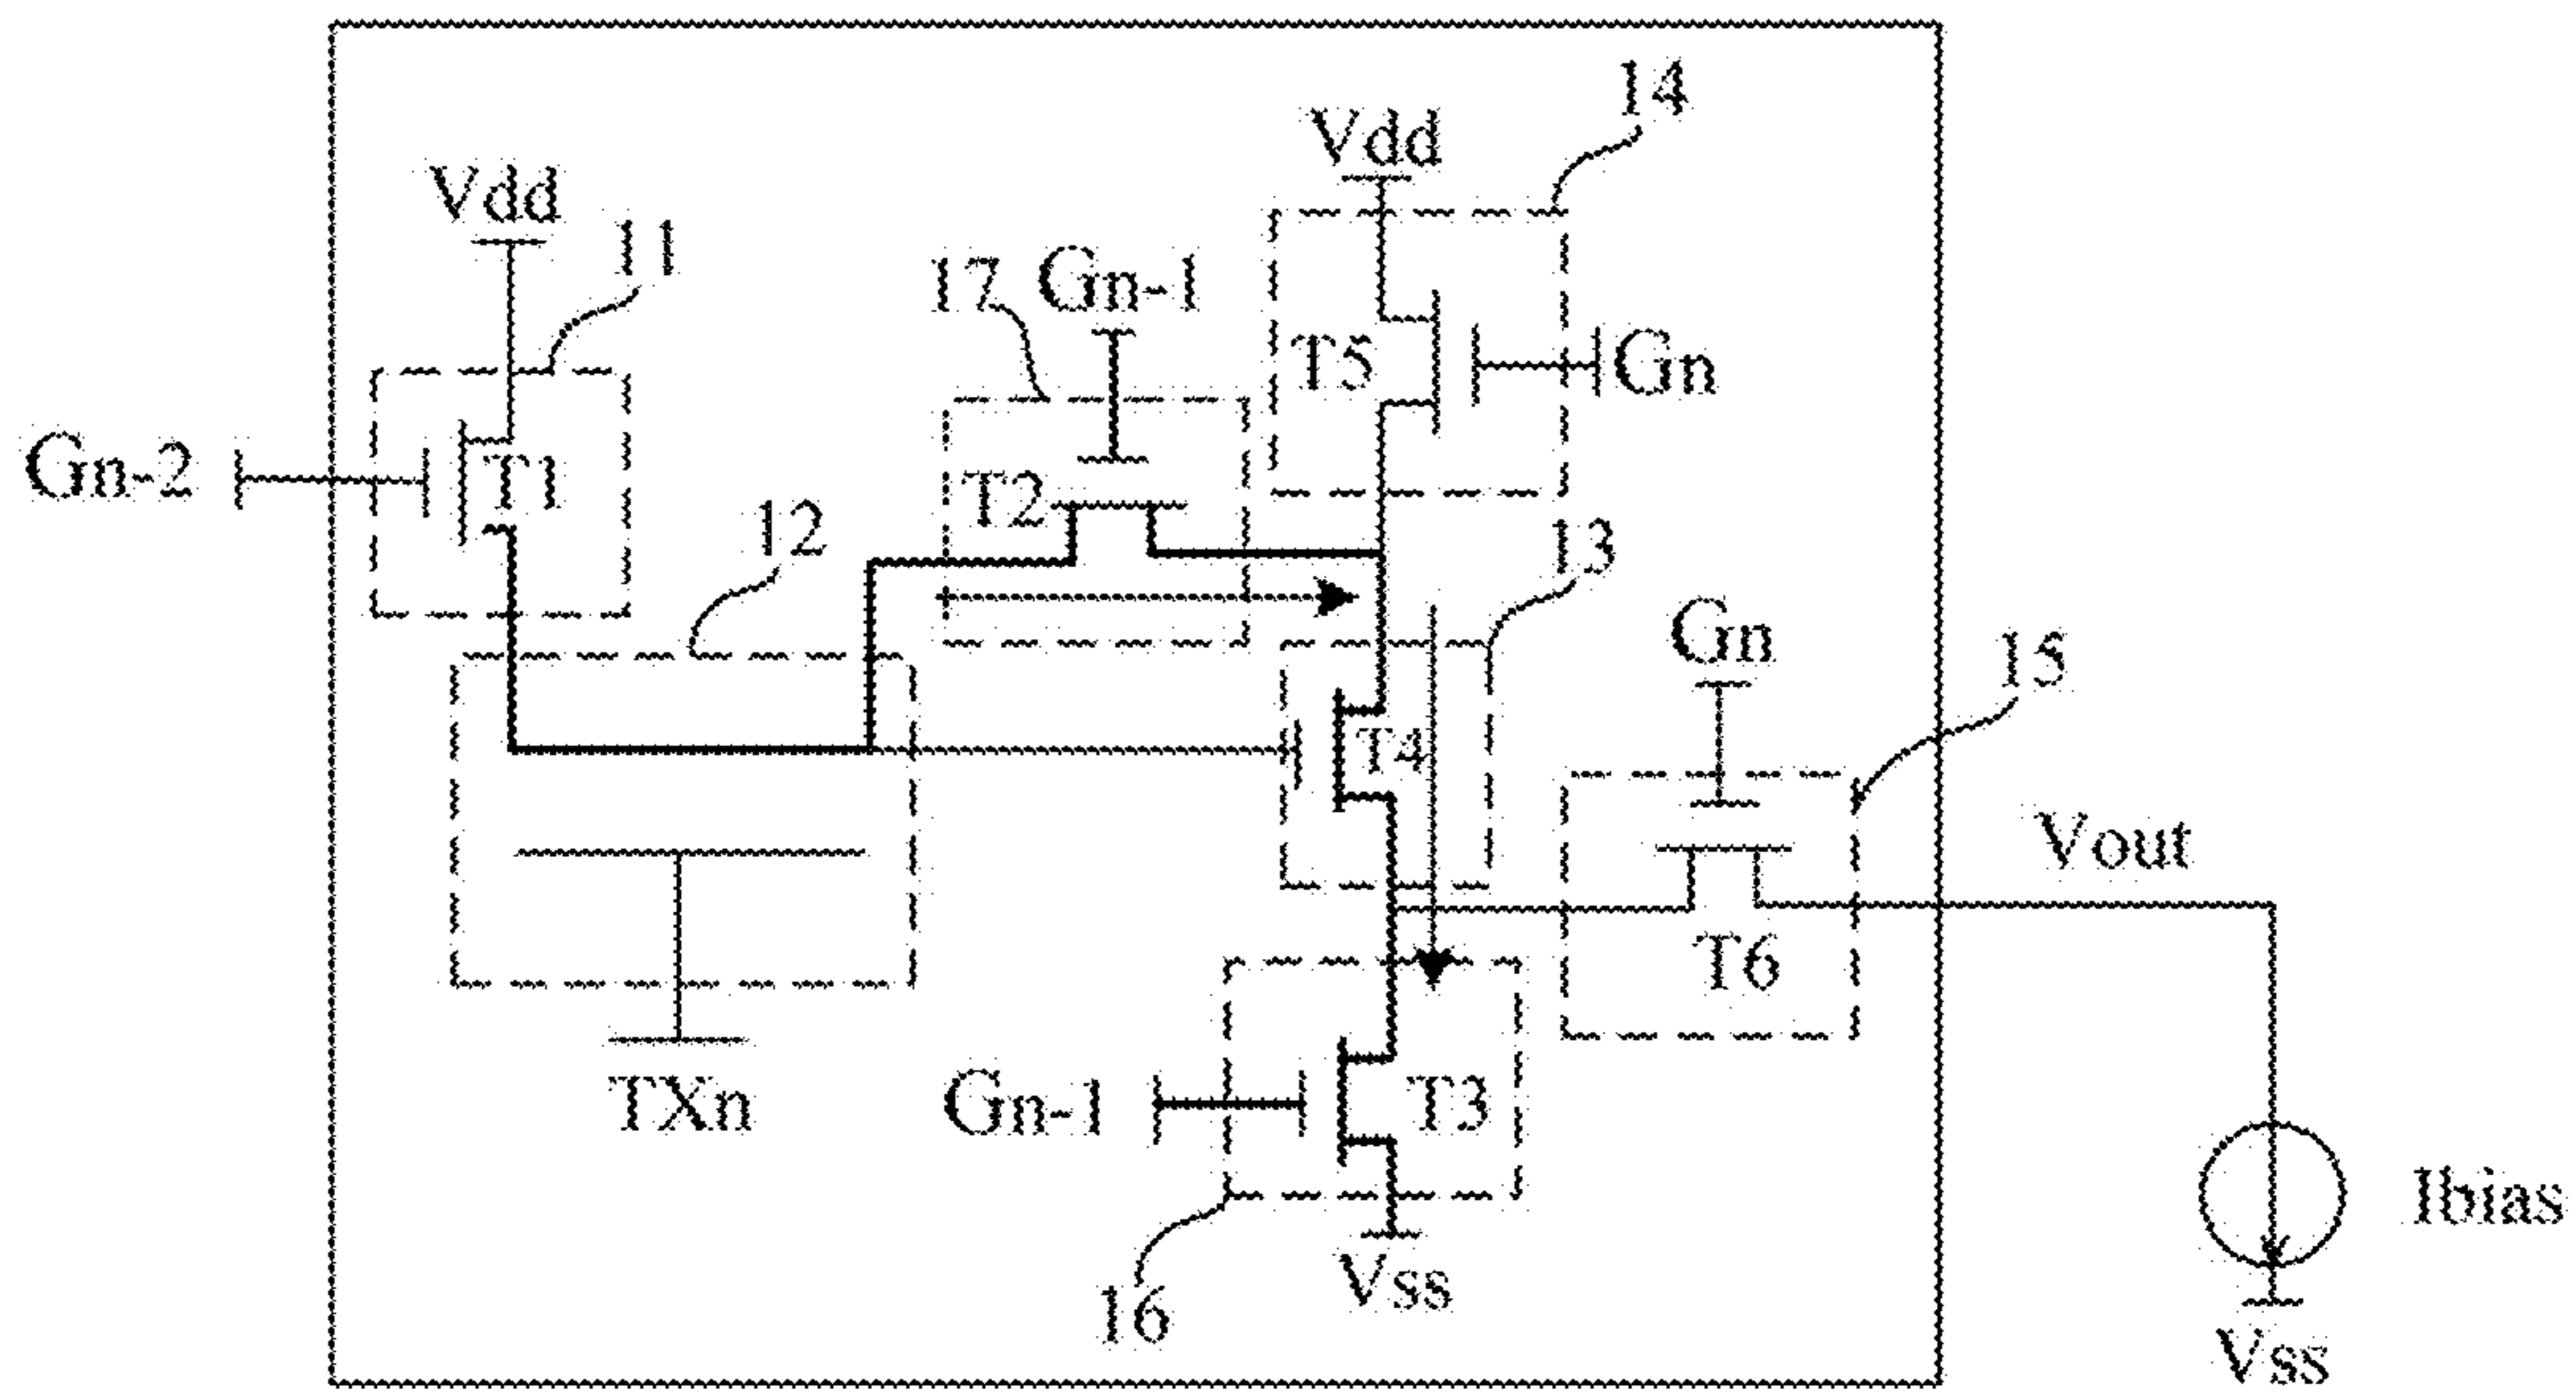 14
Vdd
Vdd
11
17
Gn-1
T5
Gn
Gn-2
T1
T2
12
13
Gn
15
T4
Vout
T6
TXn
Gn-1
T3
Ibias
16
Vss
Vss